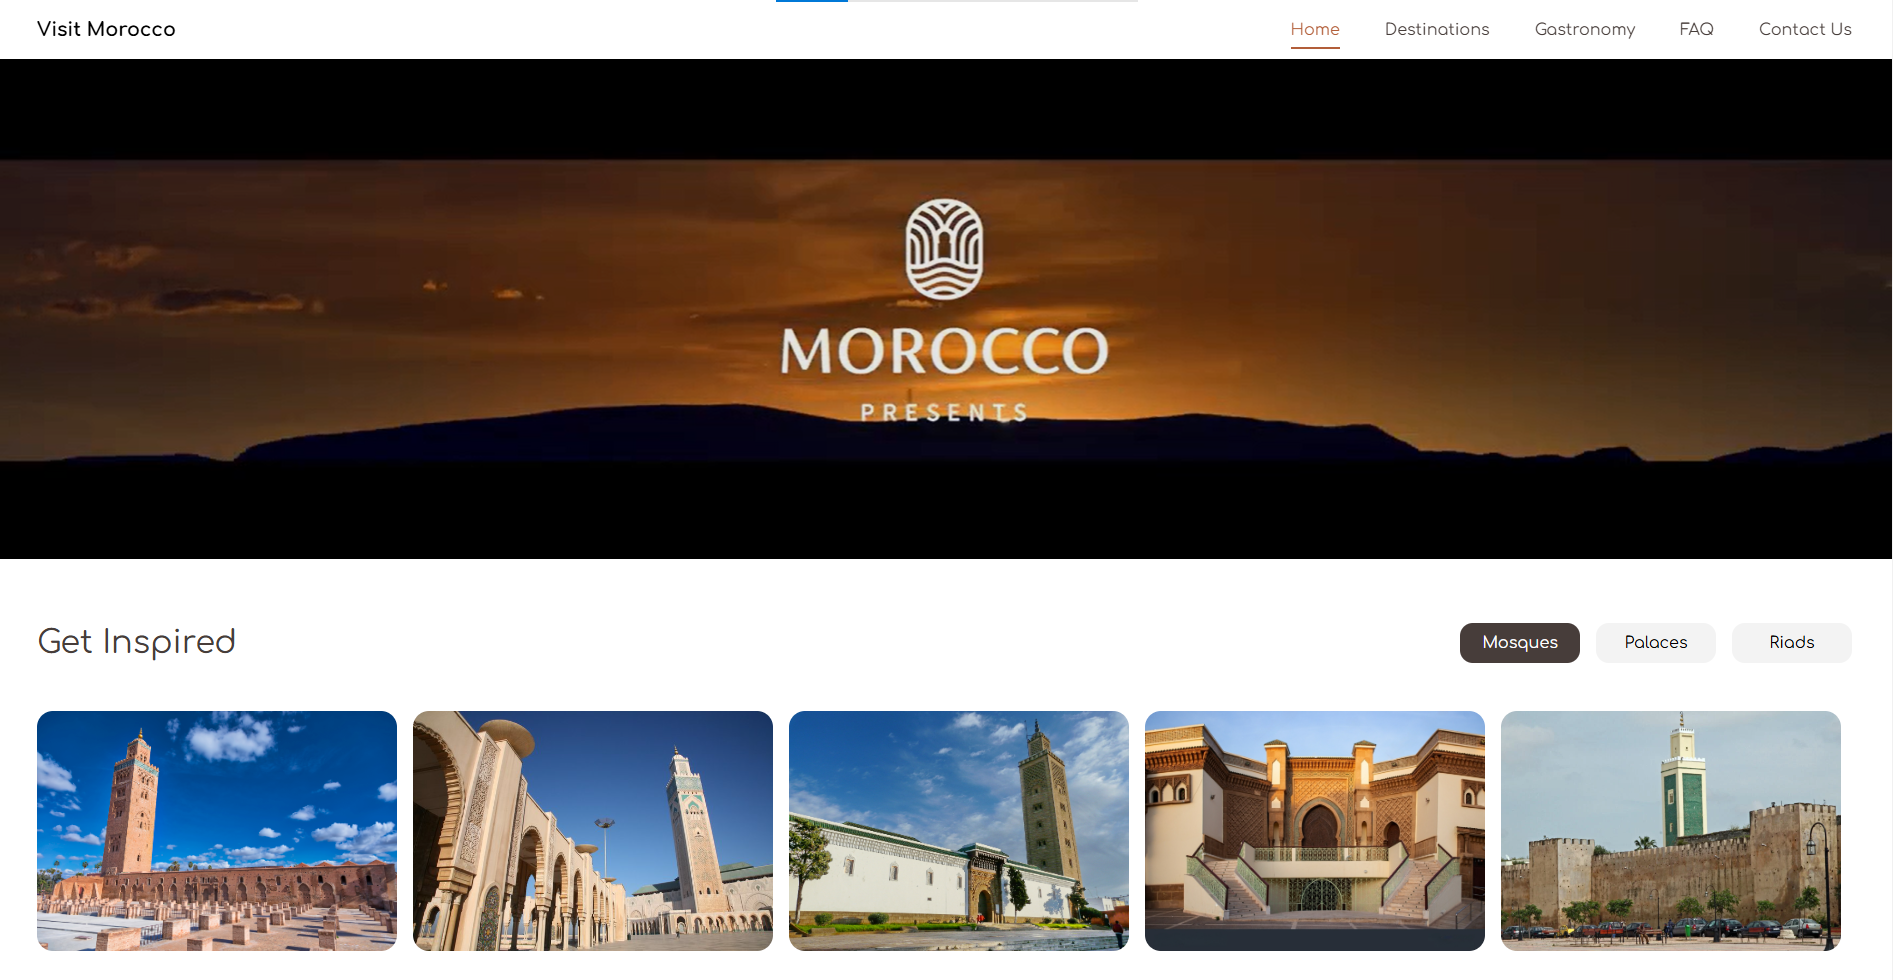 Visit Morocco
Home Destinations Gastronomy FAQ Contact Us
MOROCCO
PRESENTS
Get Inspired
Mosques Palaces Riads